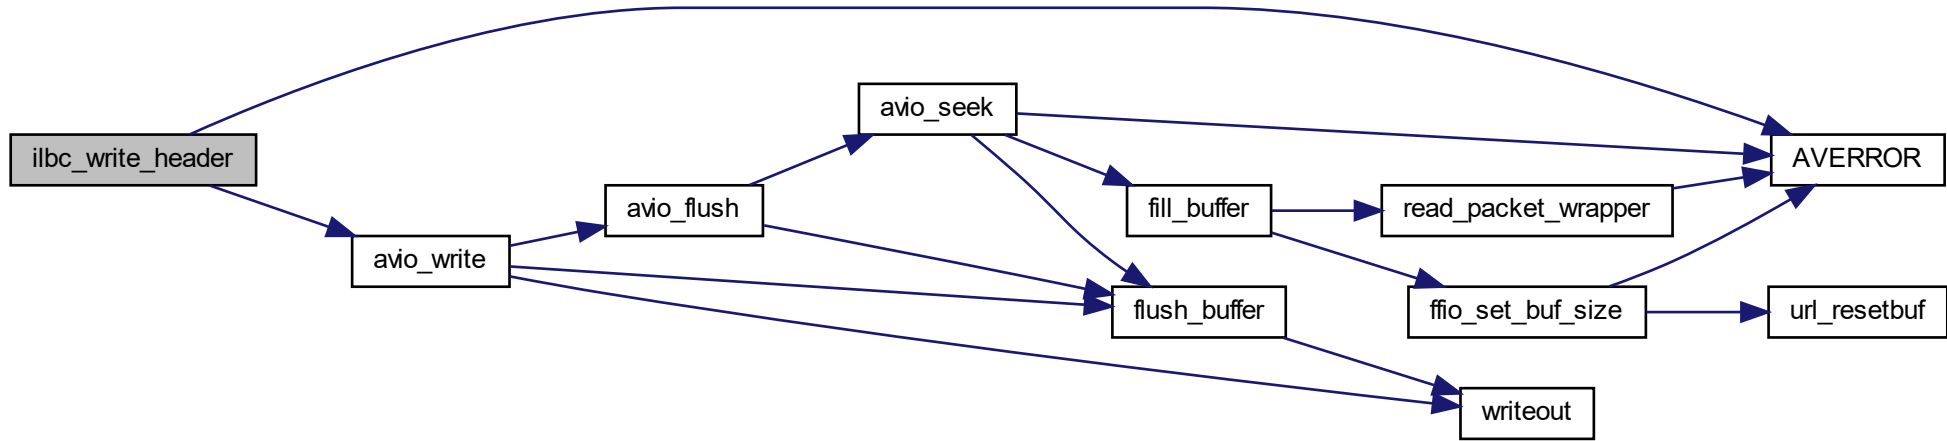 ilbc_write_header
avio_write
avio_flush
avio_seek
fill_buffer
flush_buffer
read_packet_wrapper
ffio_set_buf_size
writeout
AVERROR
url_resetbuf